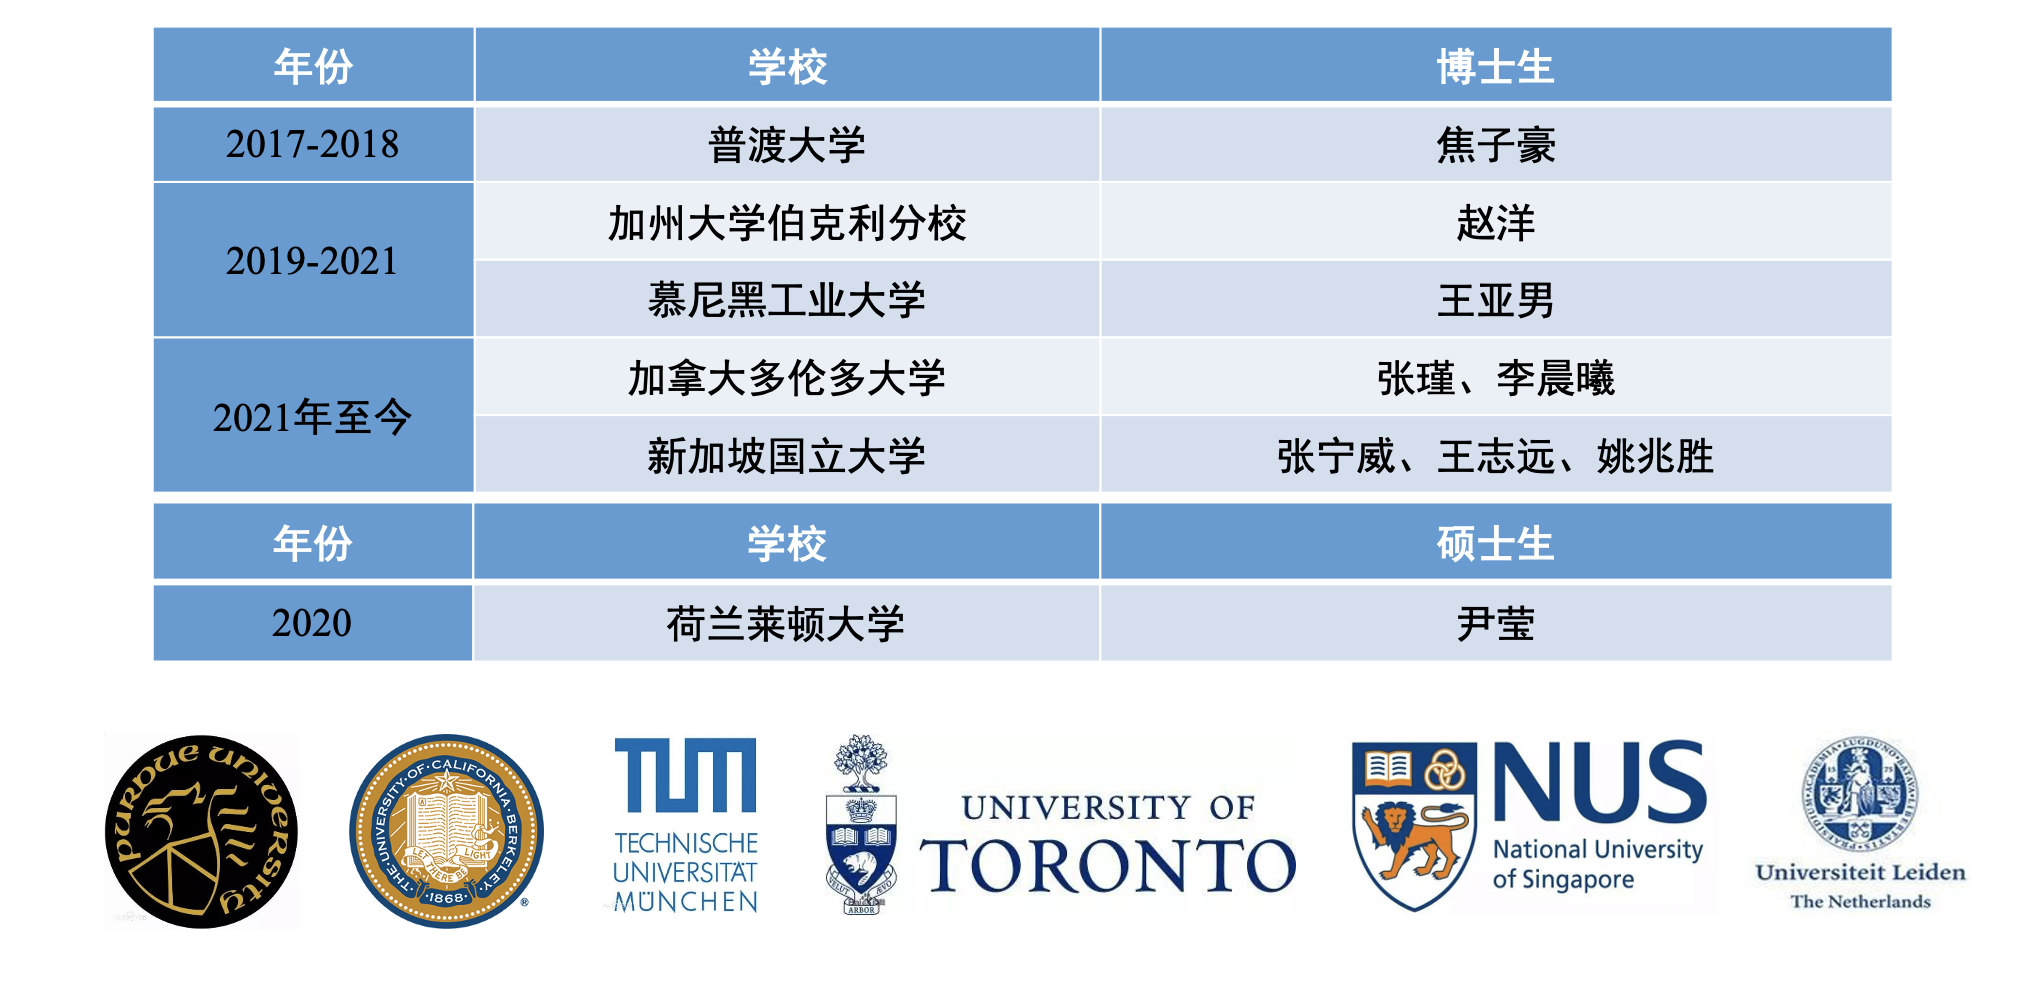 年份 学校 博士生
2017-2018 普渡大学 焦子豪
2019-2021 加州大学伯克利分校 赵洋
慕尼黑工业大学 王亚男
2021年至今 加拿大多伦多大学 张瑾、李晨曦
新加坡国立大学 张宁威、王志远、姚兆胜
年份 学校 硕士生
2020 荷兰莱顿大学 尹莹
PURDUE UNIVERSITY
THE·UNIVERSITY·OF·CALIFORNIA·BERKELEY
LET THERE BE LIGHT
·1868·
®
TUM
TECHNISCHE
UNIVERSITÄT
MÜNCHEN
UNIVERSITY OF
TORONTO
VELUT ÆVO
ARBOR
NUS
National University
of Singapore
ACADEMIA·LUGDUNO·BATAVA·LIBERTATIS·PRAESIDIUM
Universiteit Leiden
The Netherlands